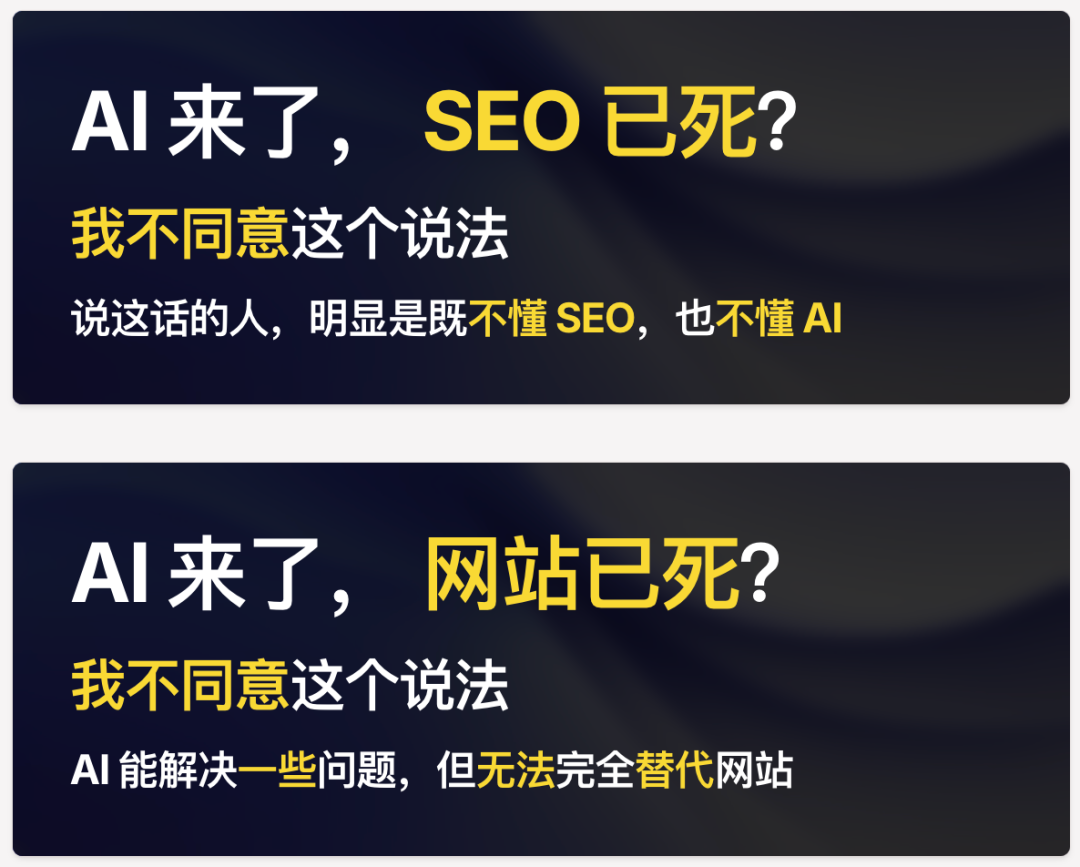 AI 来了， SEO 已死?
我不同意这个说法
说这话的人，明显是既不懂 SEO，也不懂 AI
AI 来了， 网站已死?
我不同意这个说法
AI 能解决一些问题，但无法完全替代网站